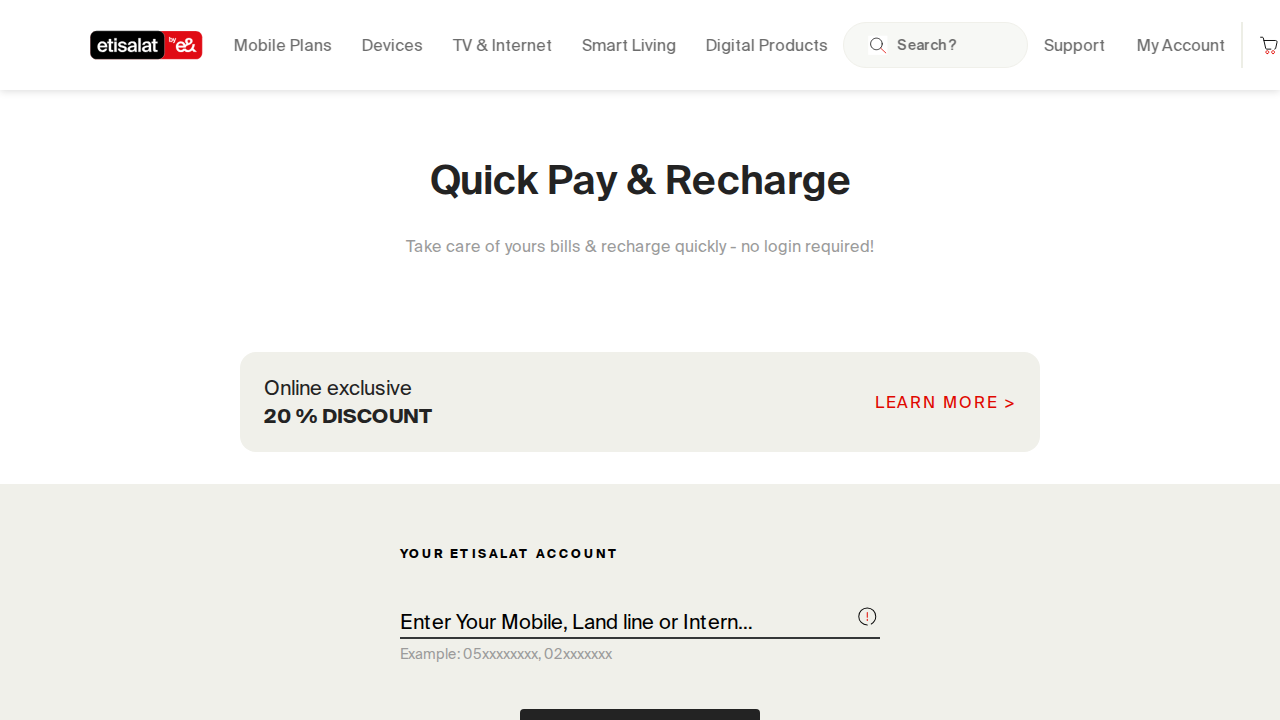 etisalat by e&
Mobile Plans
Devices
TV & Internet
Smart Living
Digital Products
Search ?
Support
My Account
Quick Pay & Recharge
Take care of yours bills & recharge quickly - no login required!
Online exclusive
20 % DISCOUNT
LEARN MORE >
YOUR ETISALAT ACCOUNT
Enter Your Mobile, Land line or Intern...
Example: 05xxxxxxxx, 02xxxxxxx